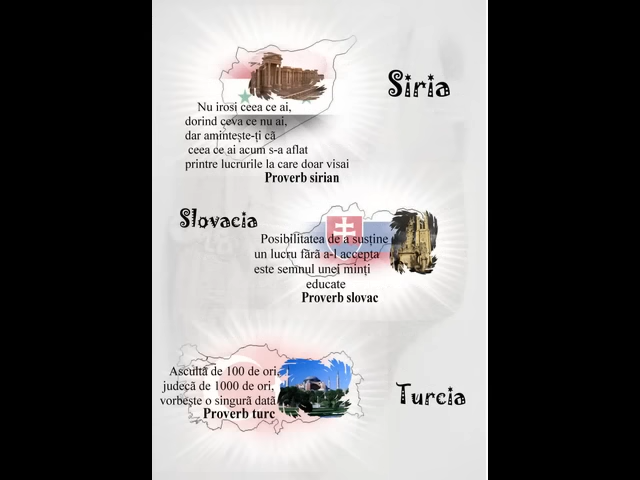 Siria
Nu irosi ceea ce ai,
dorind ceva ce nu ai,
dar amintește-ți că
ceea ce ai acum s-a aflat
printre lucrurile la care doar visai
Proverb sirian
Slovacia
Posibilitatea de a susține
un lucru fără a-l accepta
este semnul unei minți
educate
Proverb slovac
Ascultă de 100 de ori,
judecă de 1000 de ori,
vorbește o singură dată
Proverb turc
Turcia